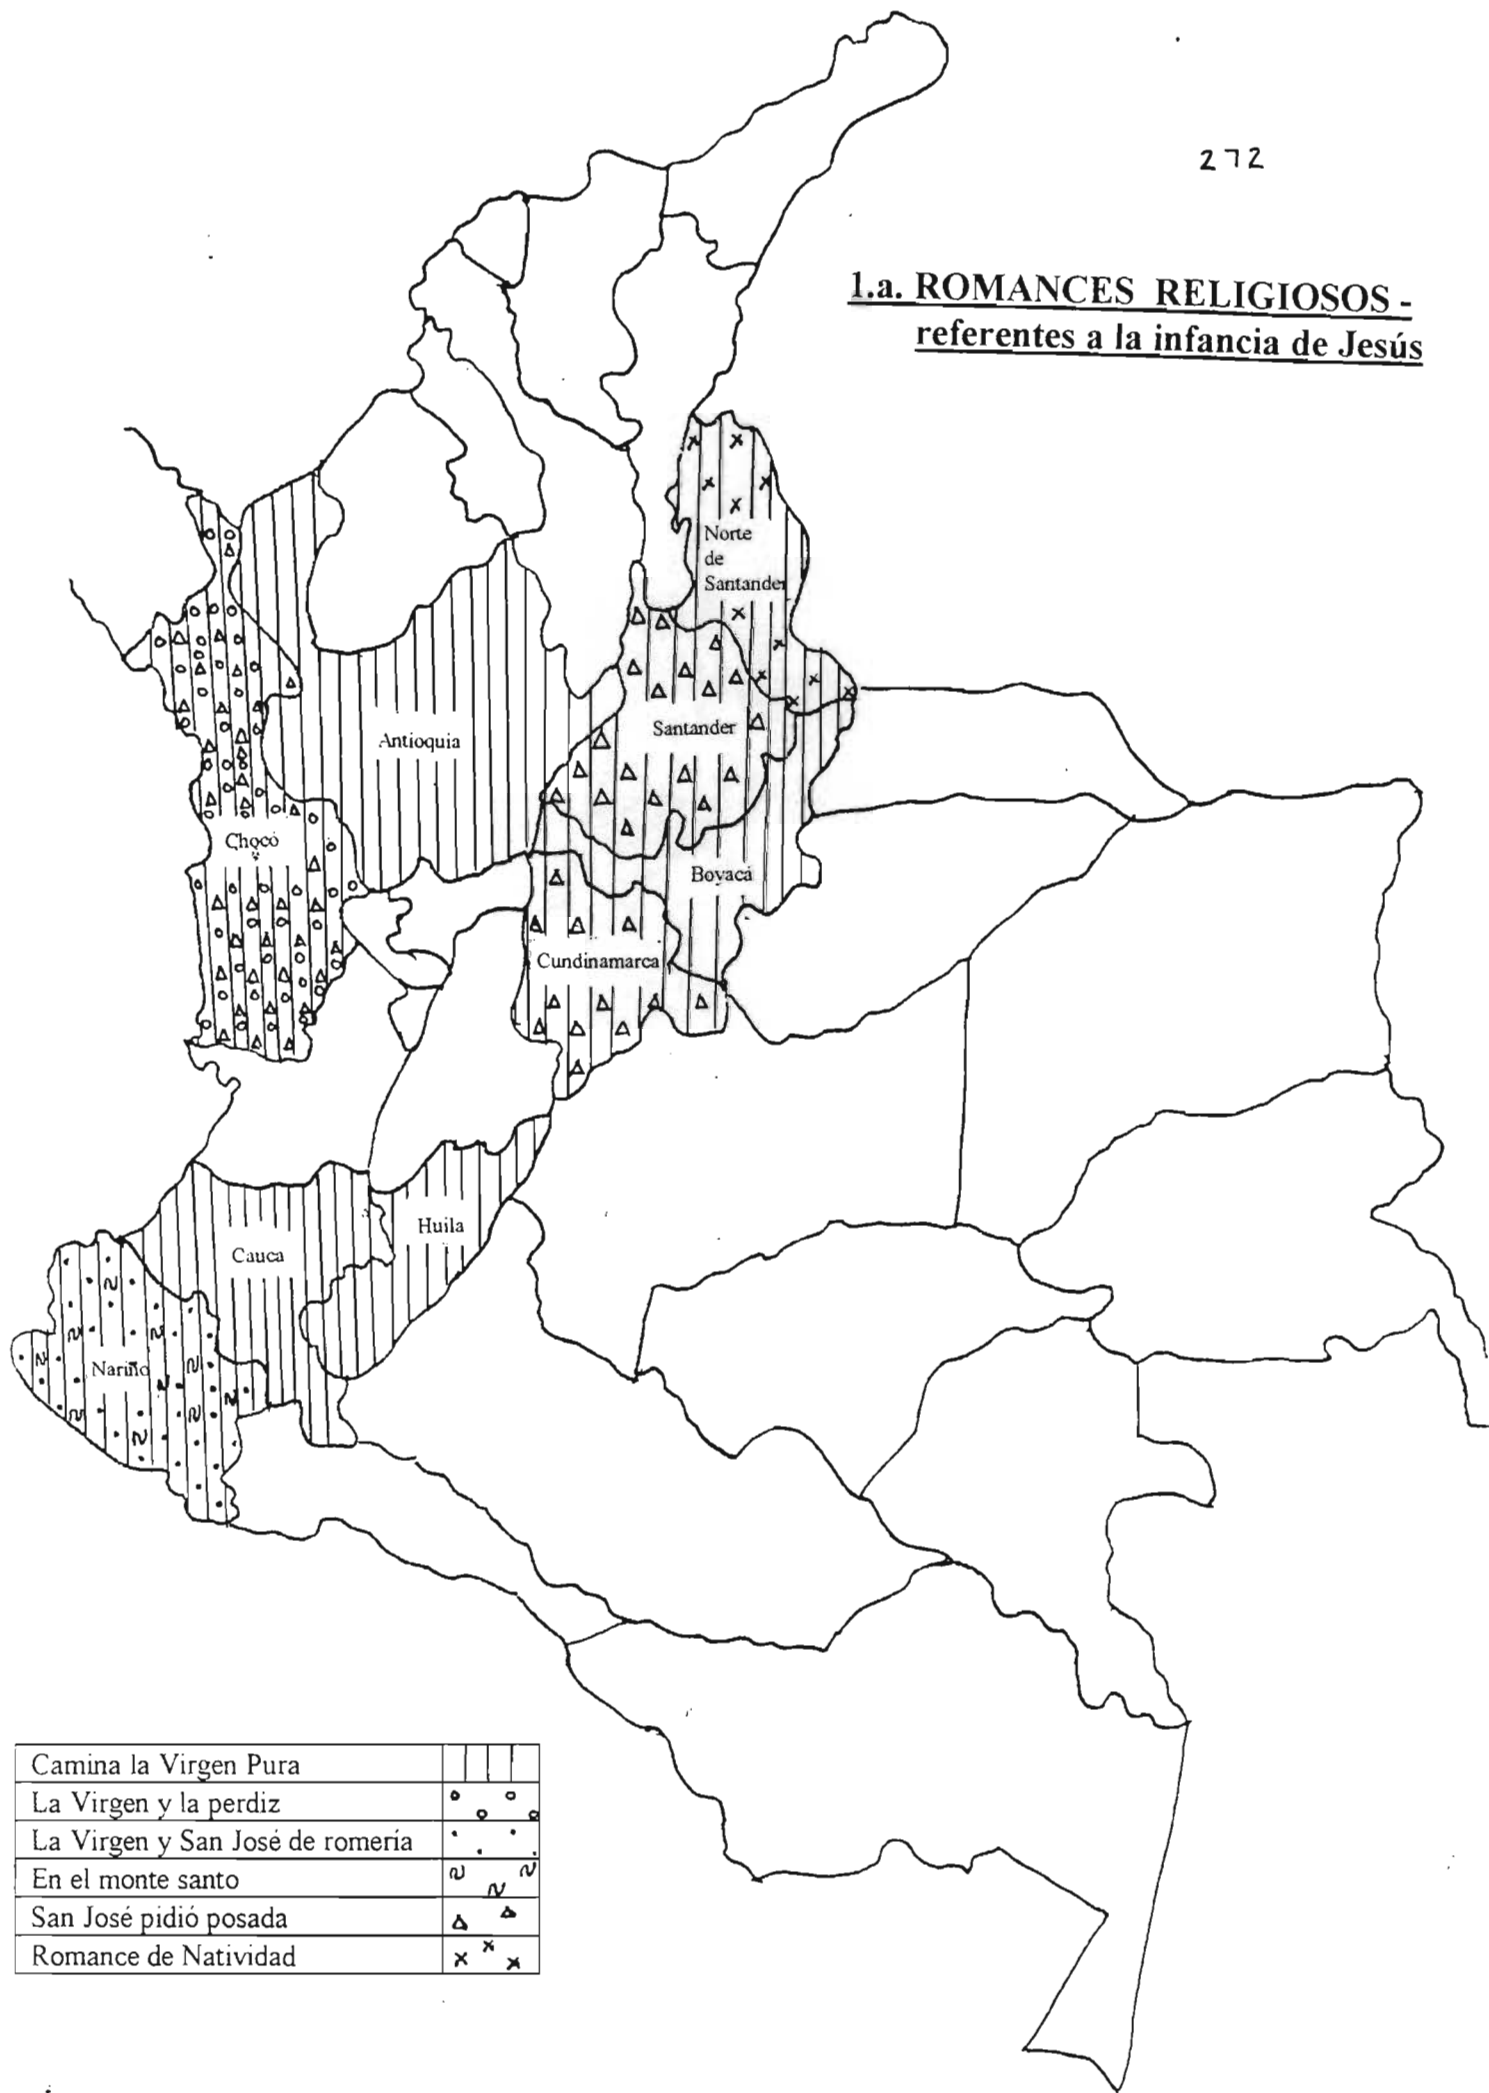 272
1.a. ROMANCES RELIGIOSOS -
referentes a la infancia de Jesús
Norte
de
Santander
Antioquia
Santander
Chocó
Boyacá
Cundinamarca
Huila
Cauca
Nariño
Camina la Virgen Pura
La Virgen y la perdiz
La Virgen y San José de romería
En el monte santo
San José pidió posada
Romance de Natividad